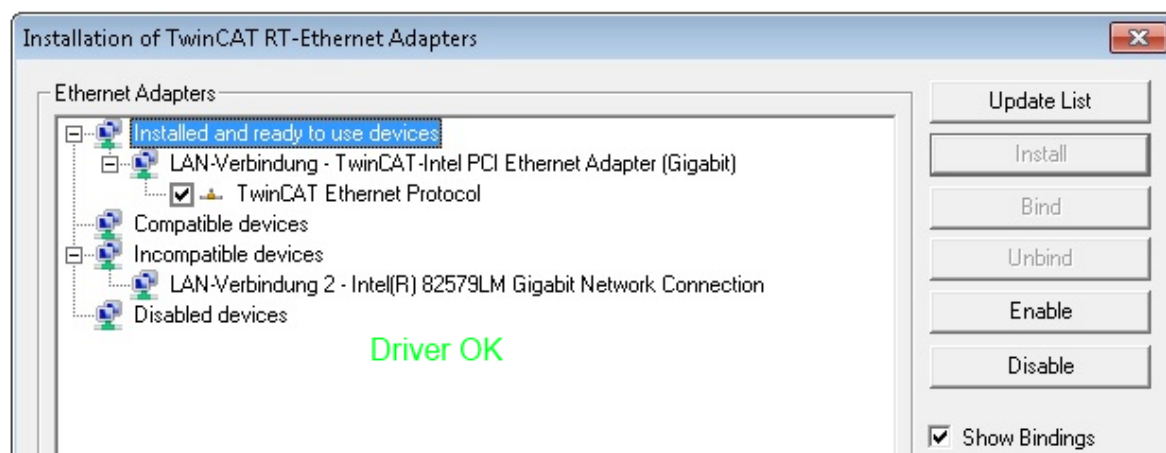 Installation of TwinCAT RT-Ethernet Adapters
Ethernet Adapters
Installed and ready to use devices
LAN-Verbindung - TwinCAT-Intel PCI Ethernet Adapter (Gigabit)
TwinCAT Ethernet Protocol
Compatible devices
Incompatible devices
LAN-Verbindung 2 - Intel(R) 82579LM Gigabit Network Connection
Disabled devices
Driver OK
Update List
Install
Bind
Unbind
Enable
Disable
Show Bindings